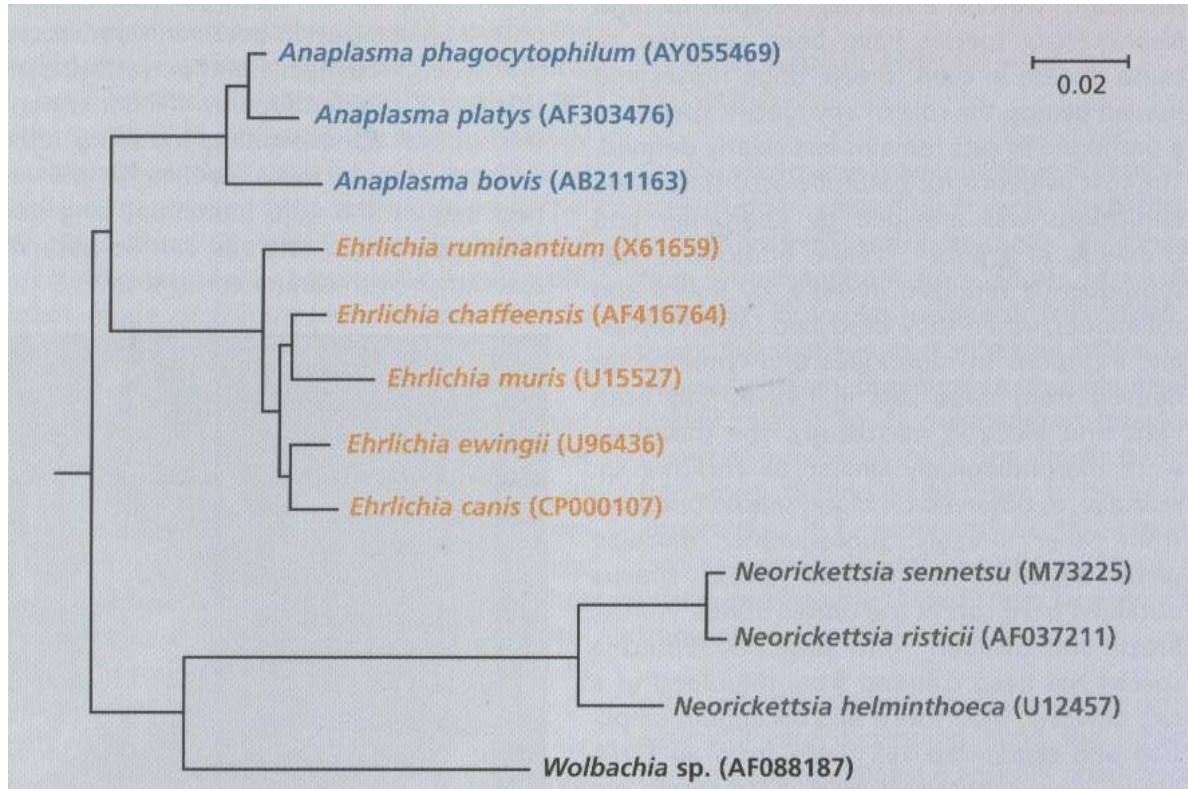 Anaplasma phagocytophilum (AY055469)
0.02
Anaplasma platys (AF303476)
Anaplasma bovis (AB211163)
Ehrlichia ruminantium (X61659)
Ehrlichia chaffeensis (AF416764)
Ehrlichia muris (U15527)
Ehrlichia ewingii (U96436)
Ehrlichia canis (CP000107)
Neorickettsia sennetsu (M73225)
Neorickettsia risticii (AF037211)
Neorickettsia helminthoeca (U12457)
Wolbachia sp. (AF088187)